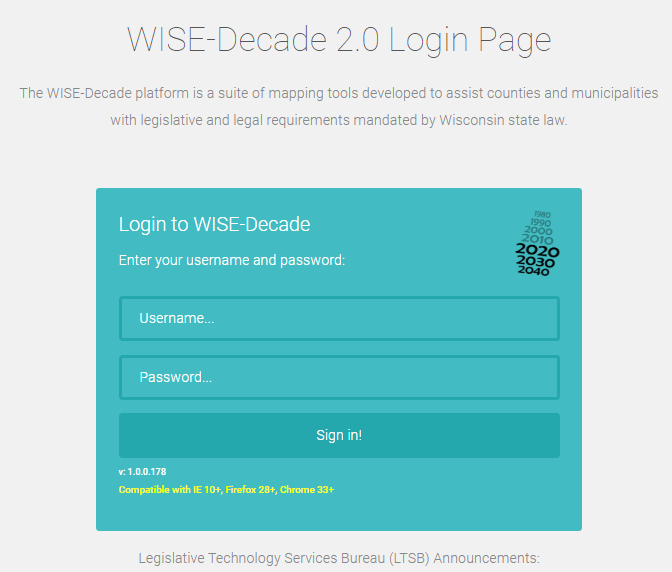 WISE-Decade 2.0 Login Page
The WISE-Decade platform is a suite of mapping tools developed to assist counties and municipalities
with legislative and legal requirements mandated by Wisconsin state law.
Login to WISE-Decade
Enter your username and password:
1980
1990
2000
2010
2020
2030
2040
Username...
Password...
Sign in!
v: 1.0.0.178
Compatible with IE 10+, Firefox 28+, Chrome 33+
Legislative Technology Services Bureau (LTSB) Announcements: